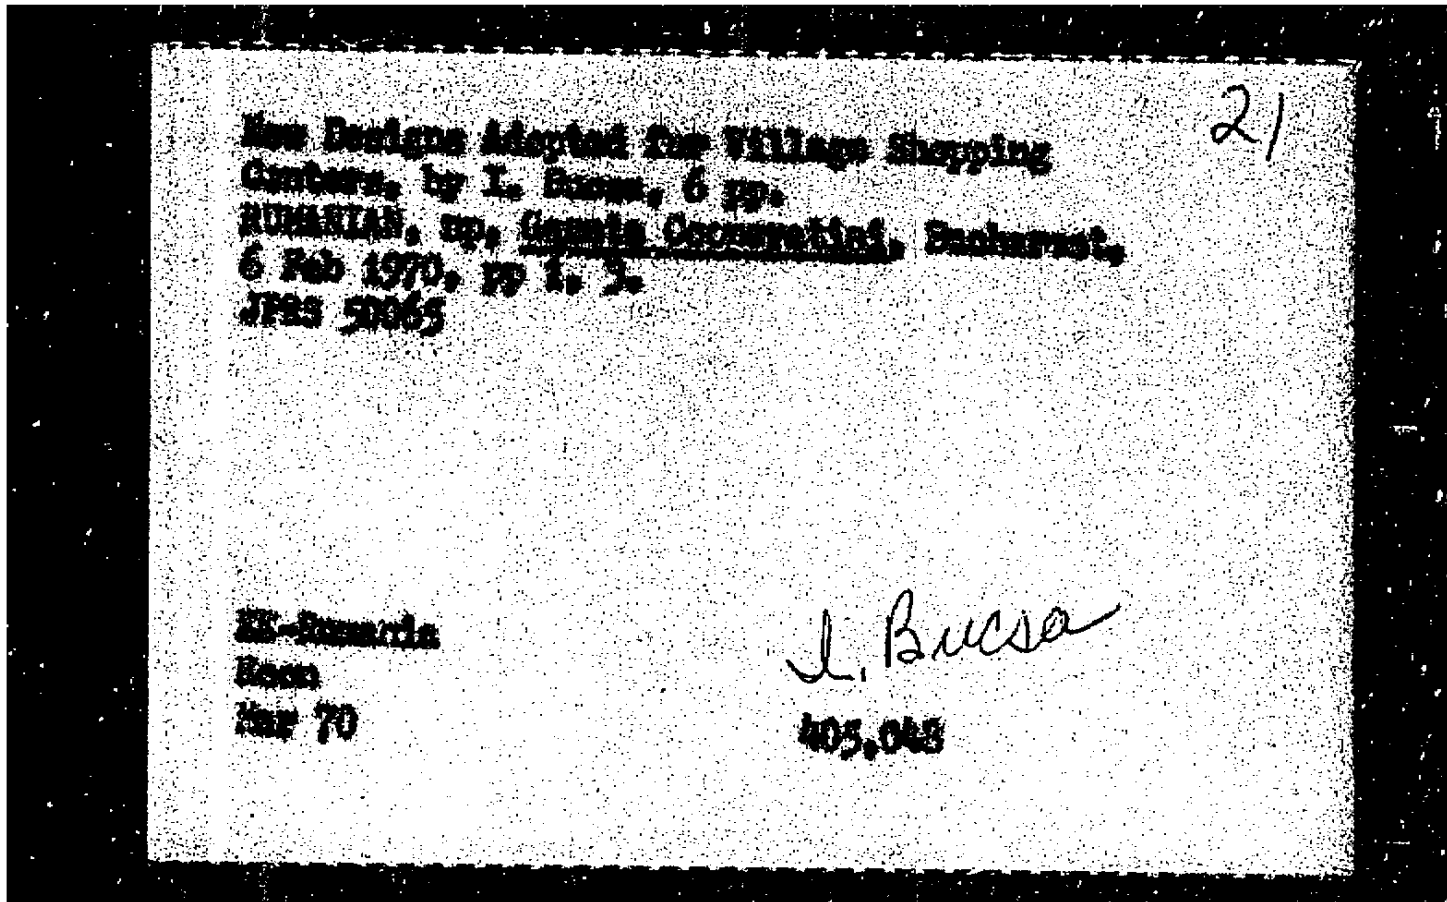 21
New Designs Adopted for Village Shopping
Centers, by I. Bucsa, 6 pp.
RUMANIAN, np, Gazeta Cooperatiei, Bucharest,
6 Feb 1970, pp 1, 3.
JPRS 50065
EE-Rumania
Econ
Mar 70
I. Bucsa
405,048